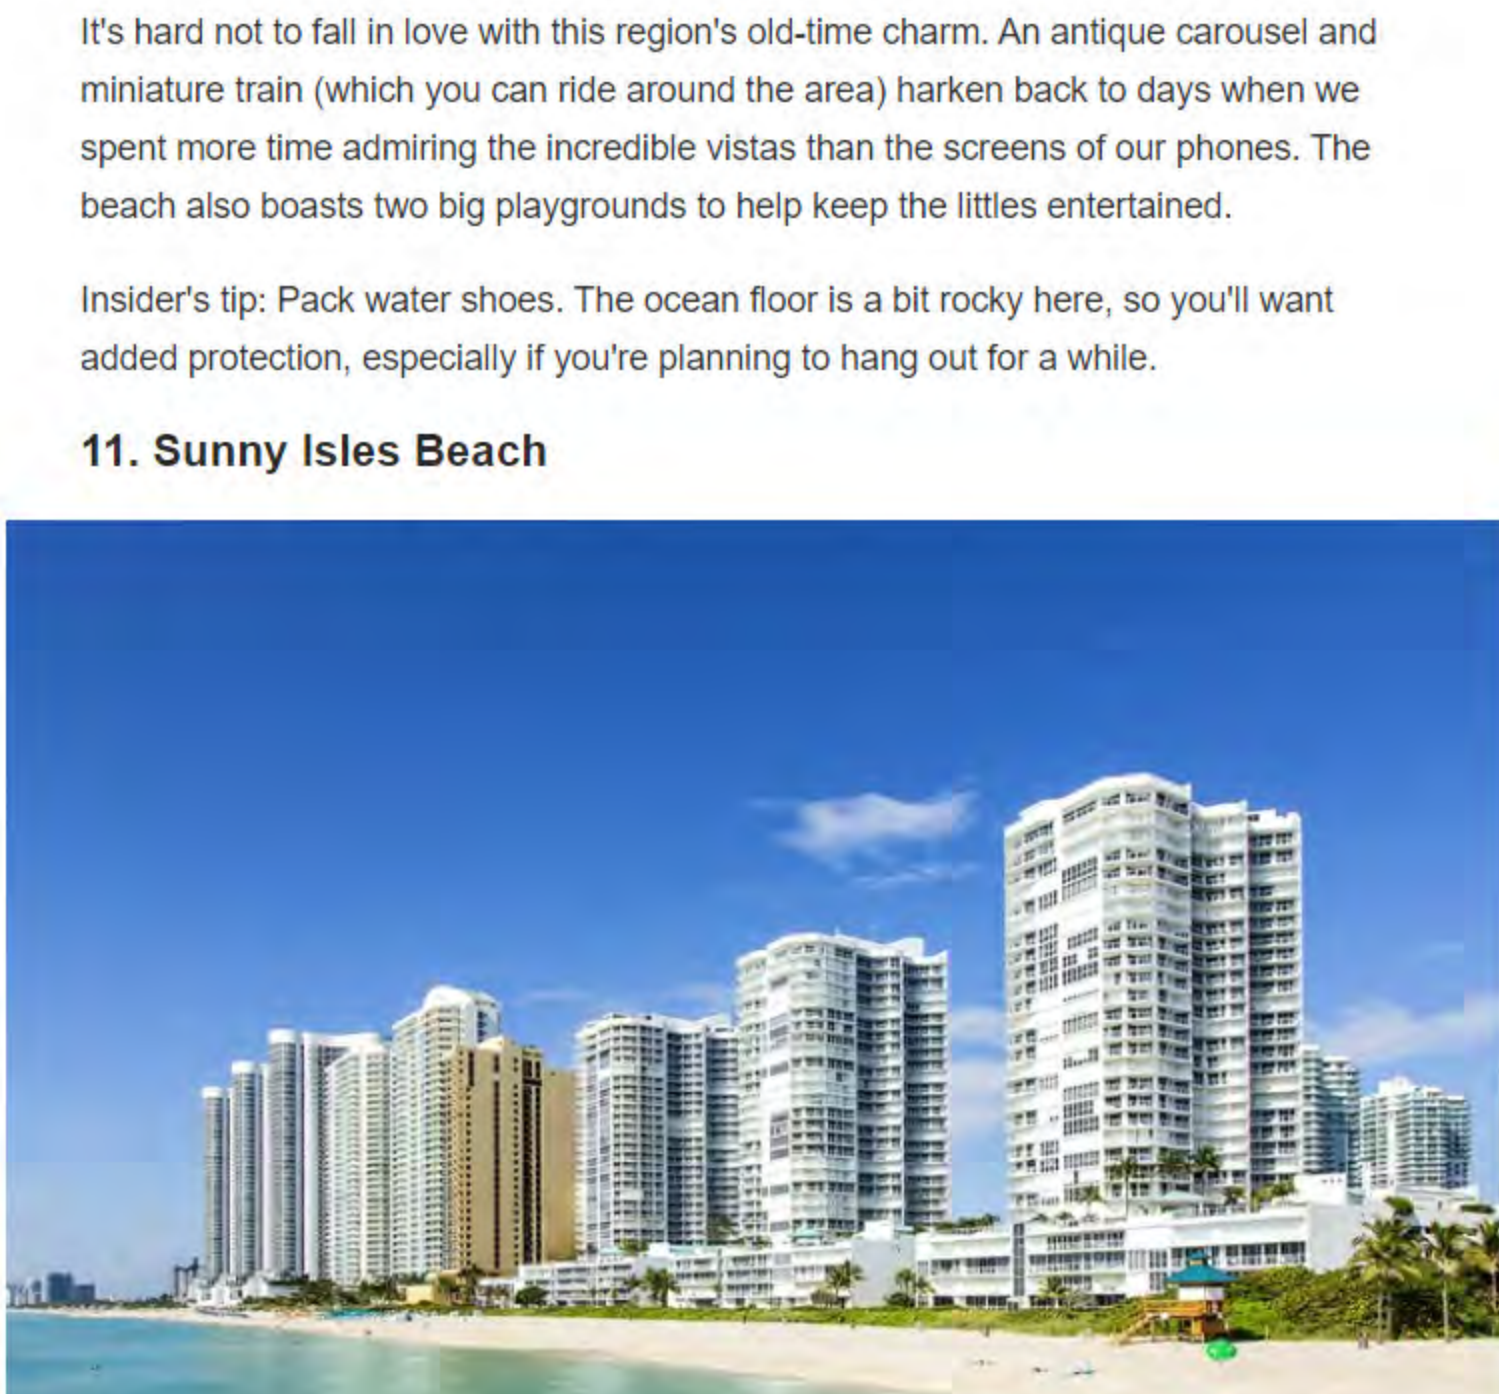 It's hard not to fall in love with this region's old-time charm. An antique carousel and
miniature train (which you can ride around the area) harken back to days when we
spent more time admiring the incredible vistas than the screens of our phones. The
beach also boasts two big playgrounds to help keep the littles entertained.
Insider's tip: Pack water shoes. The ocean floor is a bit rocky here, so you'll want
added protection, especially if you're planning to hang out for a while.
11. Sunny Isles Beach